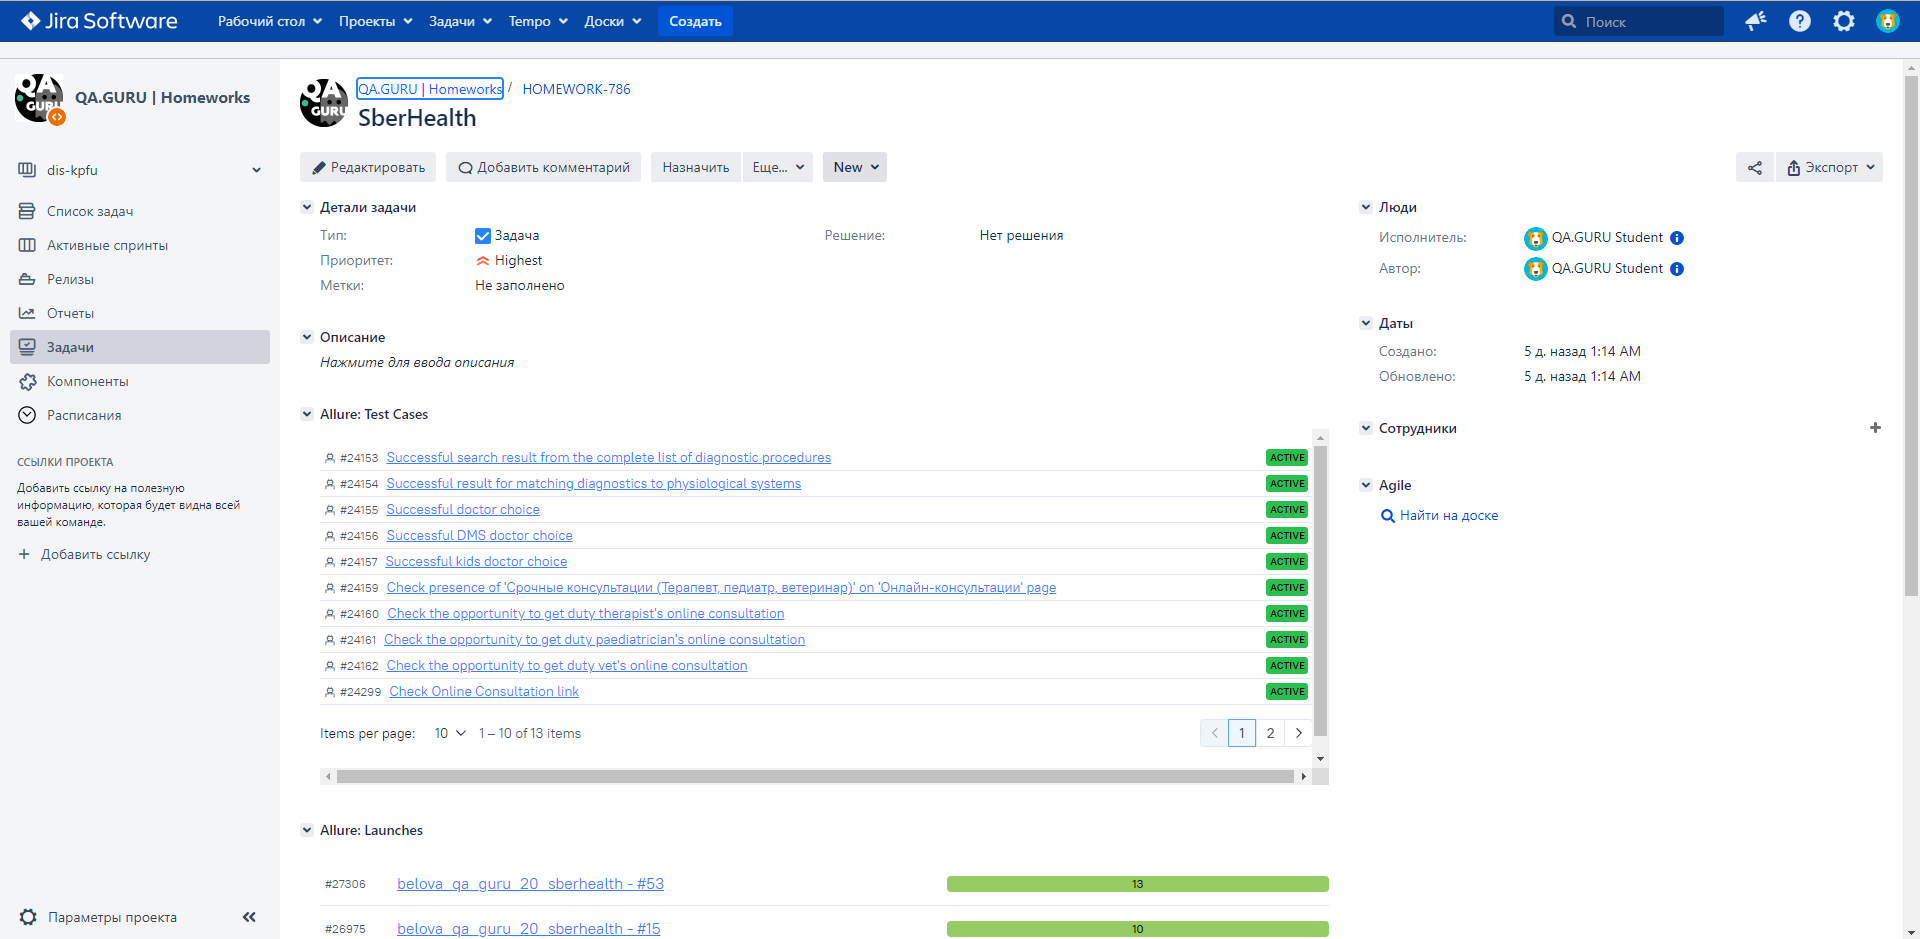 Jira Software
Рабочий стол
Проекты
Задачи
Tempo
Доски
Создать
Поиск
QA.GURU | Homeworks
dis-kpfu
Список задач
Активные спринты
Релизы
Отчеты
Задачи
Компоненты
Расписания
ССЫЛКИ ПРОЕКТА
Добавить ссылку на полезную
информацию, которая будет видна всей
вашей команде.
Добавить ссылку
Параметры проекта
QA.GURU | Homeworks / HOMEWORK-786
SberHealth
Редактировать
Добавить комментарий
Назначить
Еще...
New
Экспорт
Детали задачи
Тип: Задача
Решение: Нет решения
Приоритет: Highest
Метки: Не заполнено
Описание
Нажмите для ввода описания
Allure: Test Cases
#24153 Successful search result from the complete list of diagnostic procedures ACTIVE
#24154 Successful result for matching diagnostics to physiological systems ACTIVE
#24155 Successful doctor choice ACTIVE
#24156 Successful DMS doctor choice ACTIVE
#24157 Successful kids doctor choice ACTIVE
#24159 Check presence of 'Срочные консультации (Терапевт, педиатр, ветеринар)' on 'Онлайн-консультации' page ACTIVE
#24160 Check the opportunity to get duty therapist's online consultation ACTIVE
#24161 Check the opportunity to get duty paediatrician's online consultation ACTIVE
#24162 Check the opportunity to get duty vet's online consultation ACTIVE
#24299 Check Online Consultation link ACTIVE
Items per page: 10 1 – 10 of 13 items 1 2
Allure: Launches
#27306 belova_qa_guru_20_sberhealth - #53 13
#26975 belova_qa_guru_20_sberhealth - #15 10
Люди
Исполнитель: QA.GURU Student
Автор: QA.GURU Student
Даты
Создано: 5 д. назад 1:14 AM
Обновлено: 5 д. назад 1:14 AM
Сотрудники
Agile
Найти на доске